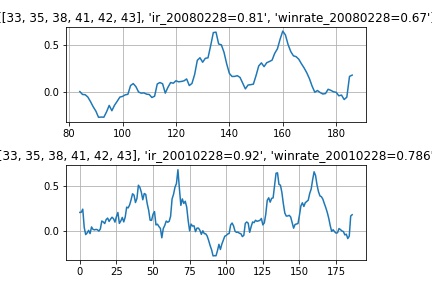 [33, 35, 38, 41, 42, 43], 'ir_20080228=0.81', 'winrate_20080228=0.67']
0.5
0.0
80 100 120 140 160 180
[33, 35, 38, 41, 42, 43], 'ir_20010228=0.92', 'winrate_20010228=0.786'
0.5
0.0
0 25 50 75 100 125 150 175